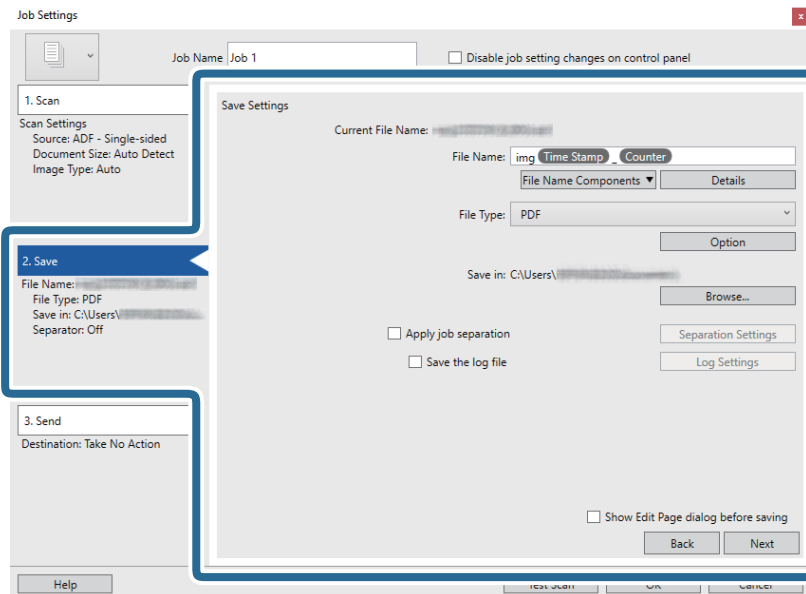 Job Settings
x
Job Name Job 1
Disable job setting changes on control panel
1. Scan
Scan Settings
Source: ADF - Single-sided
Document Size: Auto Detect
Image Type: Auto
2. Save
File Name:
File Type: PDF
Save in: C:\Users\
Separator: Off
3. Send
Destination: Take No Action
Save Settings
Current File Name:
File Name: img Time Stamp _ Counter
File Name Components ▼ Details
File Type: PDF
Option
Save in: C:\Users\
Browse...
Apply job separation Separation Settings
Save the log file Log Settings
Show Edit Page dialog before saving
Back Next
Help Test Scan OK Cancel